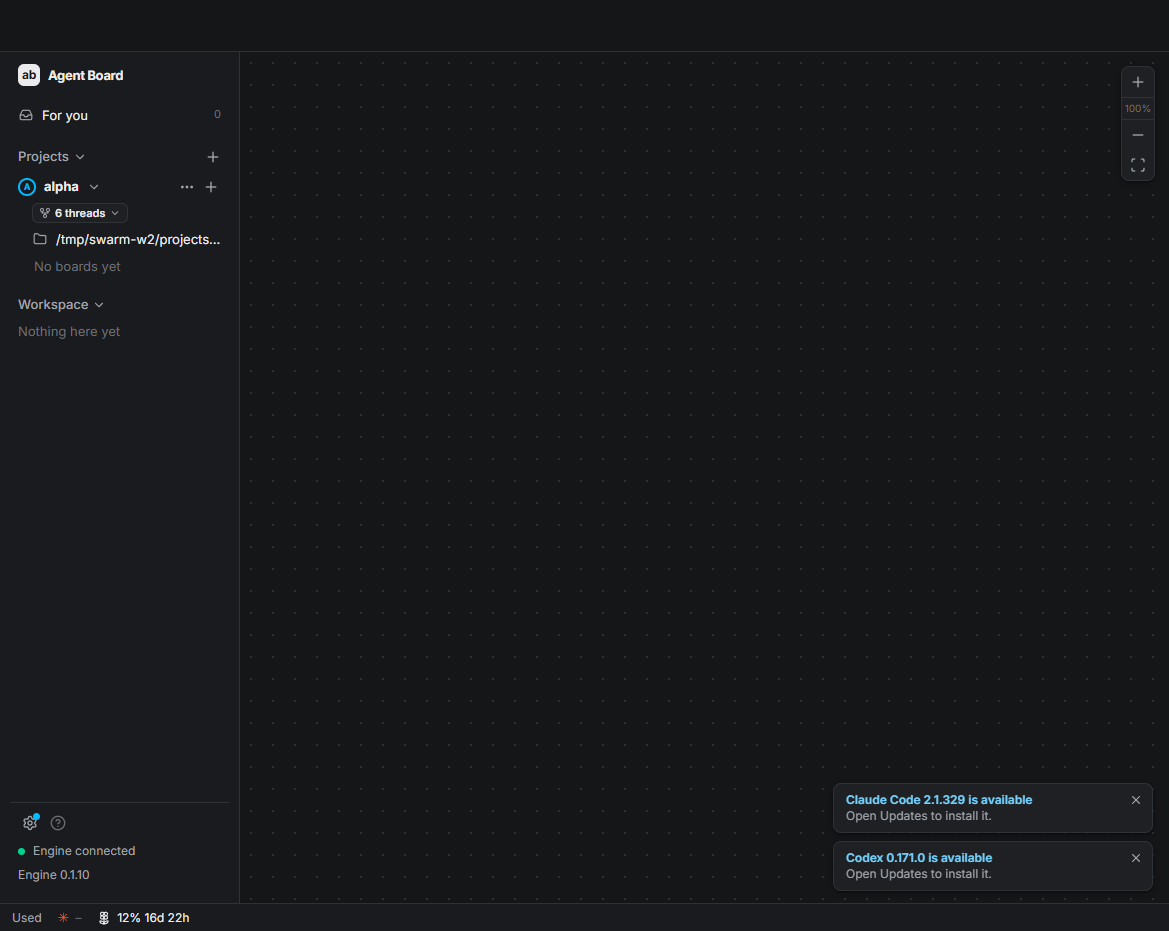 ab Agent Board
For you 0
Projects
A alpha
6 threads
/tmp/swarm-w2/projects...
No boards yet
Workspace
Nothing here yet
100%
Claude Code 2.1.329 is available
Open Updates to install it.
Codex 0.171.0 is available
Open Updates to install it.
Engine connected
Engine 0.1.10
Used – 12% 16d 22h